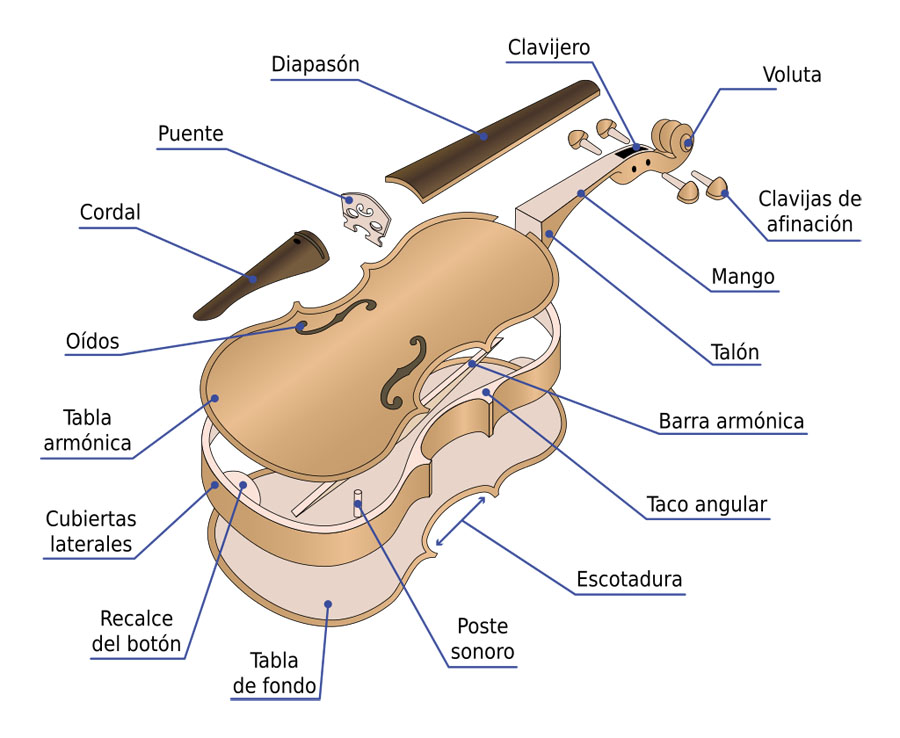 Clavijero
Diapasón
Voluta
Puente
Clavijas de
afinación
Cordal
Mango
Oídos
Talón
Tabla
armónica
Barra armónica
Taco angular
Cubiertas
laterales
Escotadura
Recalce
del botón
Poste
sonoro
Tabla
de fondo